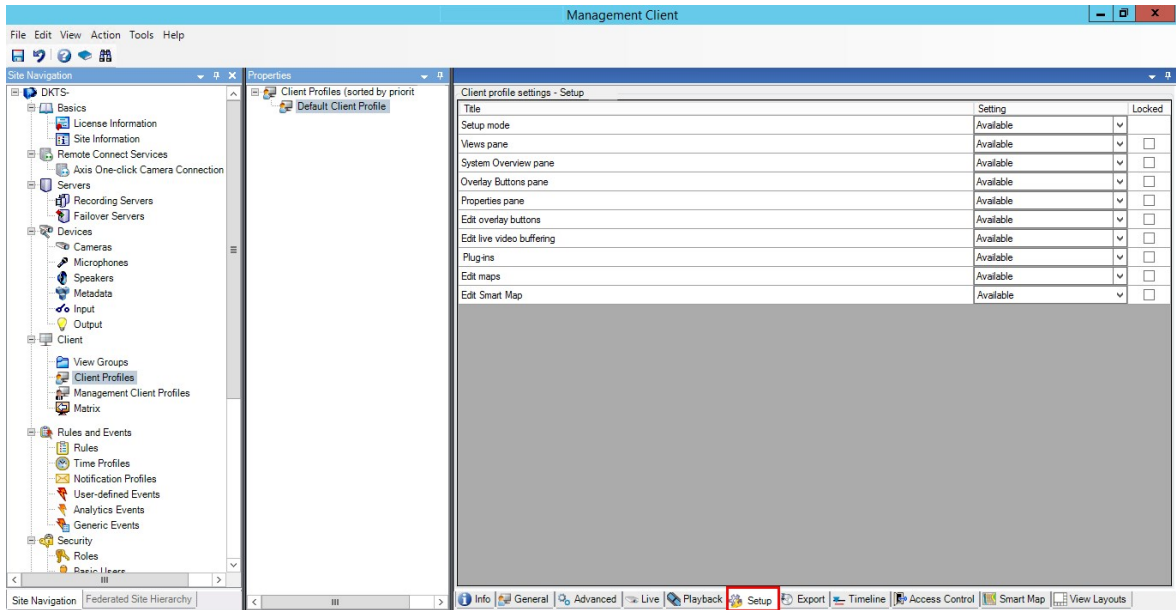 Management Client
File Edit View Action Tools Help
Site Navigation
DKTS-
Basics
License Information
Site Information
Remote Connect Services
Axis One-click Camera Connection
Servers
Recording Servers
Failover Servers
Devices
Cameras
Microphones
Speakers
Metadata
Input
Output
Client
View Groups
Client Profiles
Management Client Profiles
Matrix
Rules and Events
Rules
Time Profiles
Notification Profiles
User-defined Events
Analytics Events
Generic Events
Security
Roles
Basic Users
Site Navigation Federated Site Hierarchy
Properties
Client Profiles (sorted by priorit
Default Client Profile
Client profile settings - Setup
Title Setting Locked
Setup mode Available
Views pane Available
System Overview pane Available
Overlay Buttons pane Available
Properties pane Available
Edit overlay buttons Available
Edit live video buffering Available
Plug-ins Available
Edit maps Available
Edit Smart Map Available
Info General Advanced Live Playback Setup Export Timeline Access Control Smart Map View Layouts